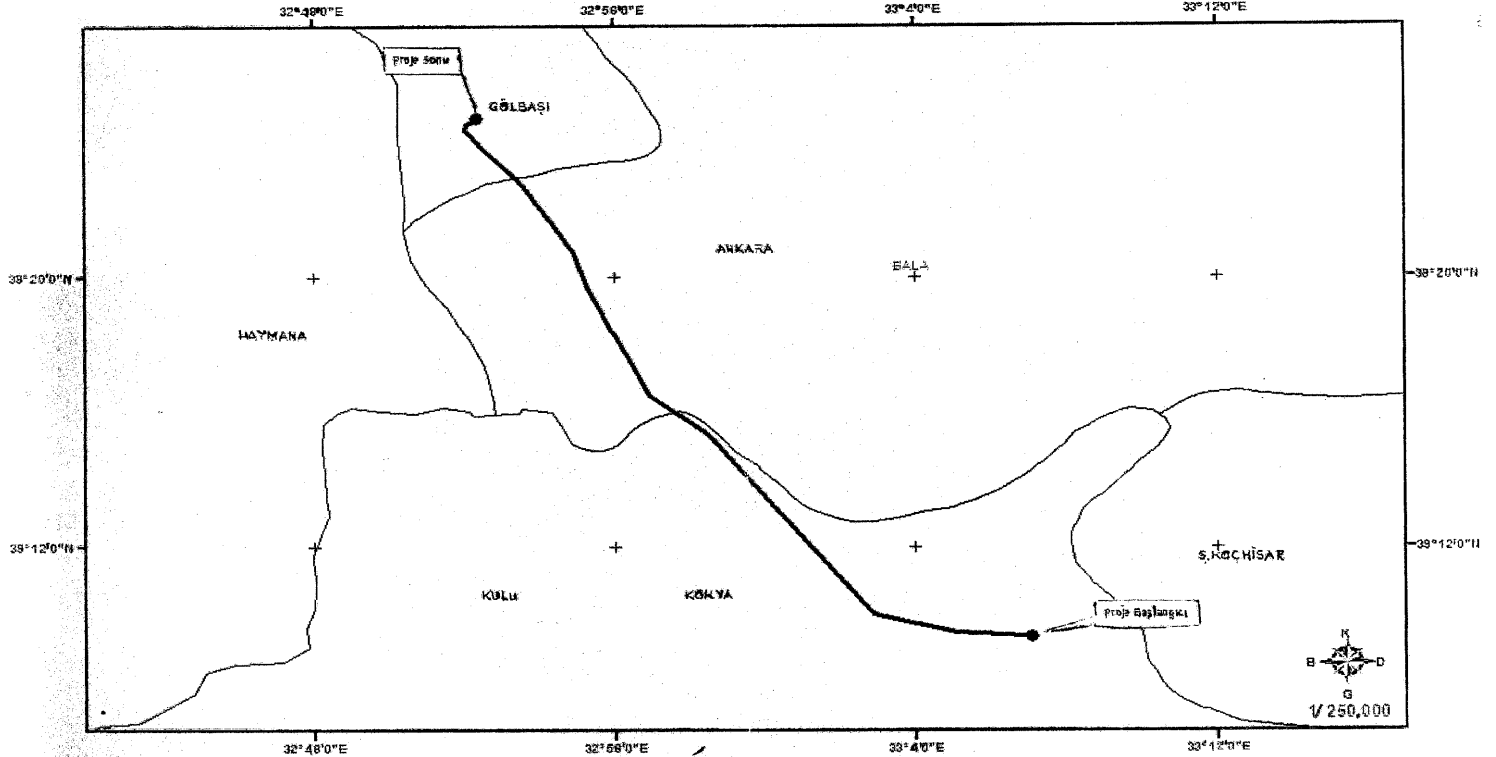 32°48'0"E 32°56'0"E 33°4'0"E 33°12'0"E
Proje Sonu
GÖLBAŞI
ANKARA
BALA
39°20'0"N 39°20'0"N
HAYMANA
39°12'0"N 39°12'0"N
Ş.KOÇHİSAR
KULU KONYA
Proje Başlangıcı
K
B D
G
1/ 250,000
32°48'0"E 32°56'0"E 33°4'0"E 33°12'0"E